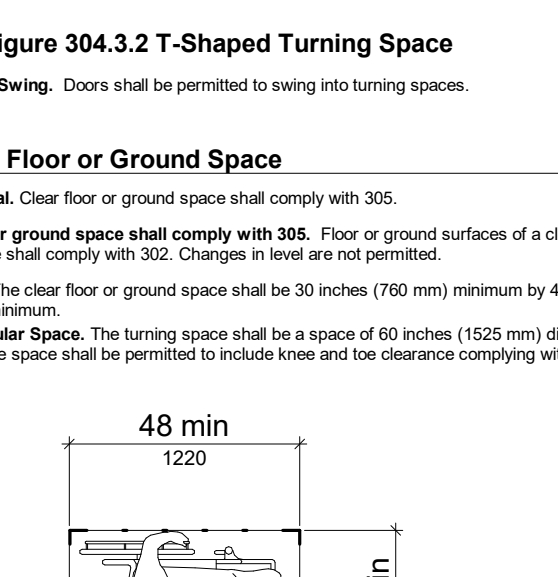 igure 304.3.2 T-Shaped Turning Space
Swing. Doors shall be permitted to swing into turning spaces.
Floor or Ground Space
al. Clear floor or ground space shall comply with 305.
r ground space shall comply with 305. Floor or ground surfaces of a cl
e shall comply with 302. Changes in level are not permitted.
he clear floor or ground space shall be 30 inches (760 mm) minimum by 4
inimum.
ular Space. The turning space shall be a space of 60 inches (1525 mm) di
e space shall be permitted to include knee and toe clearance complying wi
48 min
1220
in